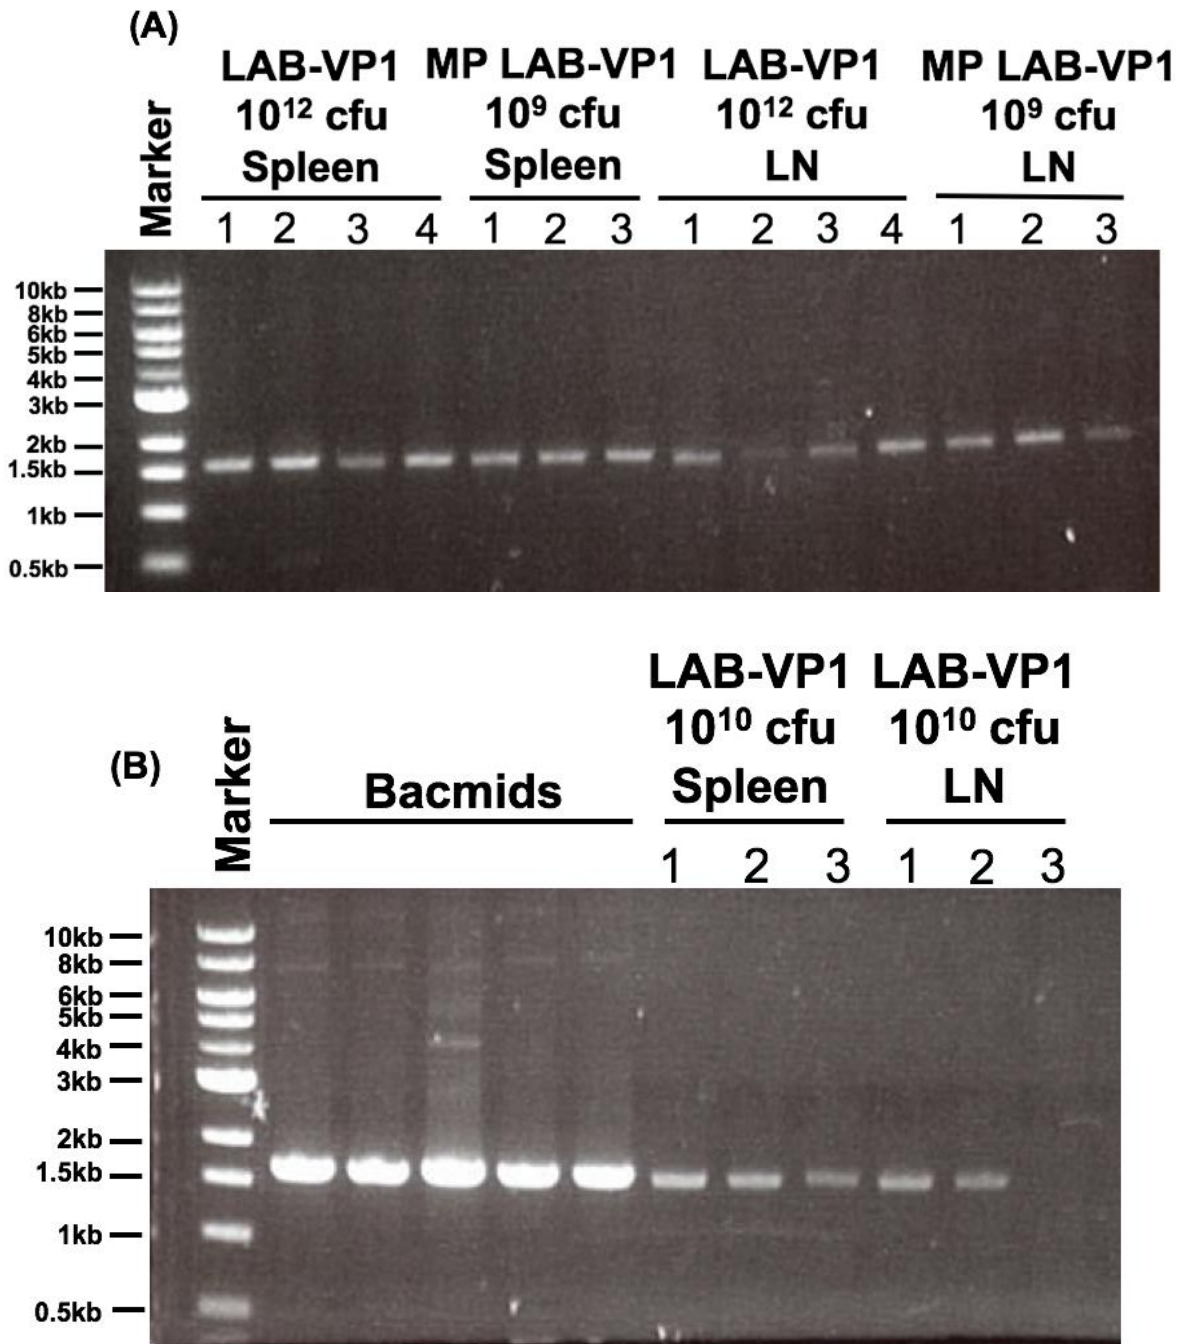 (A)
LAB-VP1 MP LAB-VP1 LAB-VP1 MP LAB-VP1
10¹² cfu 10⁹ cfu 10¹² cfu 10⁹ cfu
Spleen Spleen LN LN
Marker
1 2 3 4 1 2 3 1 2 3 4 1 2 3
10kb
8kb
6kb
5kb
4kb
3kb
2kb
1.5kb
1kb
0.5kb
(B)
LAB-VP1 LAB-VP1
10¹⁰ cfu 10¹⁰ cfu
Spleen LN
Marker
Bacmids
1 2 3 1 2 3
10kb
8kb
6kb
5kb
4kb
3kb
2kb
1.5kb
1kb
0.5kb